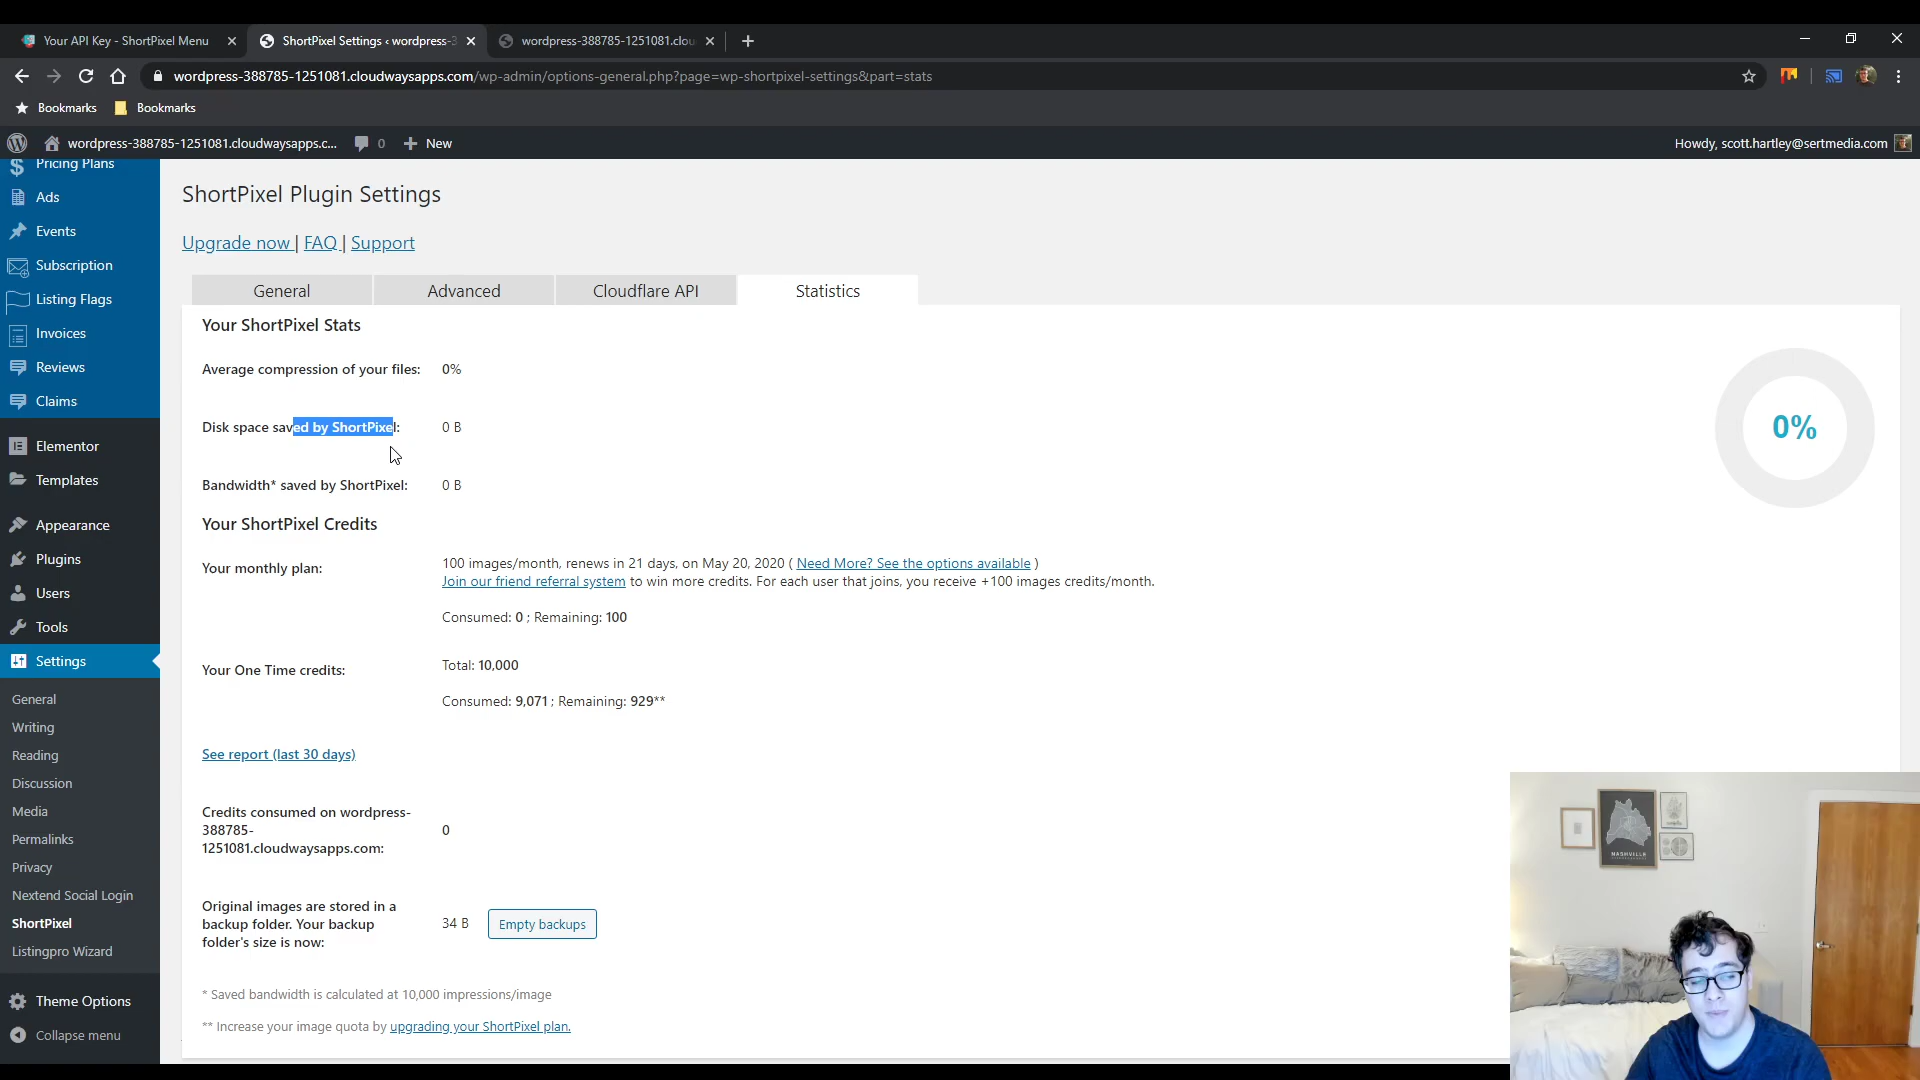 Your API Key - ShortPixel Menu
ShortPixel Settings ‹ wordpress-3
wordpress-388785-1251081.clou
wordpress-388785-1251081.cloudwaysapps.com/wp-admin/options-general.php?page=wp-shortpixel-settings&part=stats
Bookmarks
Bookmarks
wordpress-388785-1251081.cloudwaysapps.c...
0
New
Howdy, scott.hartley@sertmedia.com
Pricing Plans
Ads
Events
Subscription
Listing Flags
Invoices
Reviews
Claims
Elementor
Templates
Appearance
Plugins
Users
Tools
Settings
General
Writing
Reading
Discussion
Media
Permalinks
Privacy
Nextend Social Login
ShortPixel
Listingpro Wizard
Theme Options
Collapse menu
ShortPixel Plugin Settings
Upgrade now | FAQ | Support
General
Advanced
Cloudflare API
Statistics
Your ShortPixel Stats
Average compression of your files: 0%
Disk space saved by ShortPixel: 0 B
Bandwidth* saved by ShortPixel: 0 B
0%
Your ShortPixel Credits
Your monthly plan:
100 images/month, renews in 21 days, on May 20, 2020 ( Need More? See the options available )
Join our friend referral system to win more credits. For each user that joins, you receive +100 images credits/month.
Consumed: 0 ; Remaining: 100
Your One Time credits:
Total: 10,000
Consumed: 9,071 ; Remaining: 929**
See report (last 30 days)
Credits consumed on wordpress-
388785-
1251081.cloudwaysapps.com:
0
Original images are stored in a
backup folder. Your backup
folder's size is now:
34 B
Empty backups
* Saved bandwidth is calculated at 10,000 impressions/image
** Increase your image quota by upgrading your ShortPixel plan.
NASHVILLE